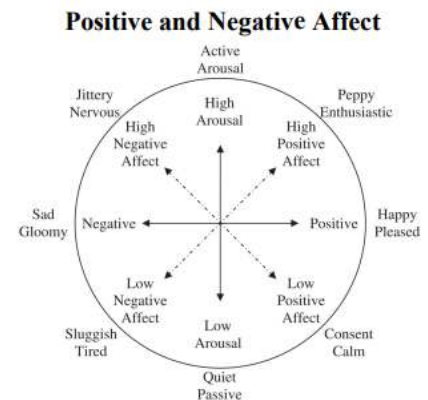 Positive and Negative Affect
Active
Arousal
Jittery
Nervous
Peppy
Enthusiastic
High
Arousal
High
Negative
Affect
High
Positive
Affect
Sad
Gloomy
Negative
Positive
Happy
Pleased
Low
Negative
Affect
Low
Positive
Affect
Low
Arousal
Sluggish
Tired
Consent
Calm
Quiet
Passive